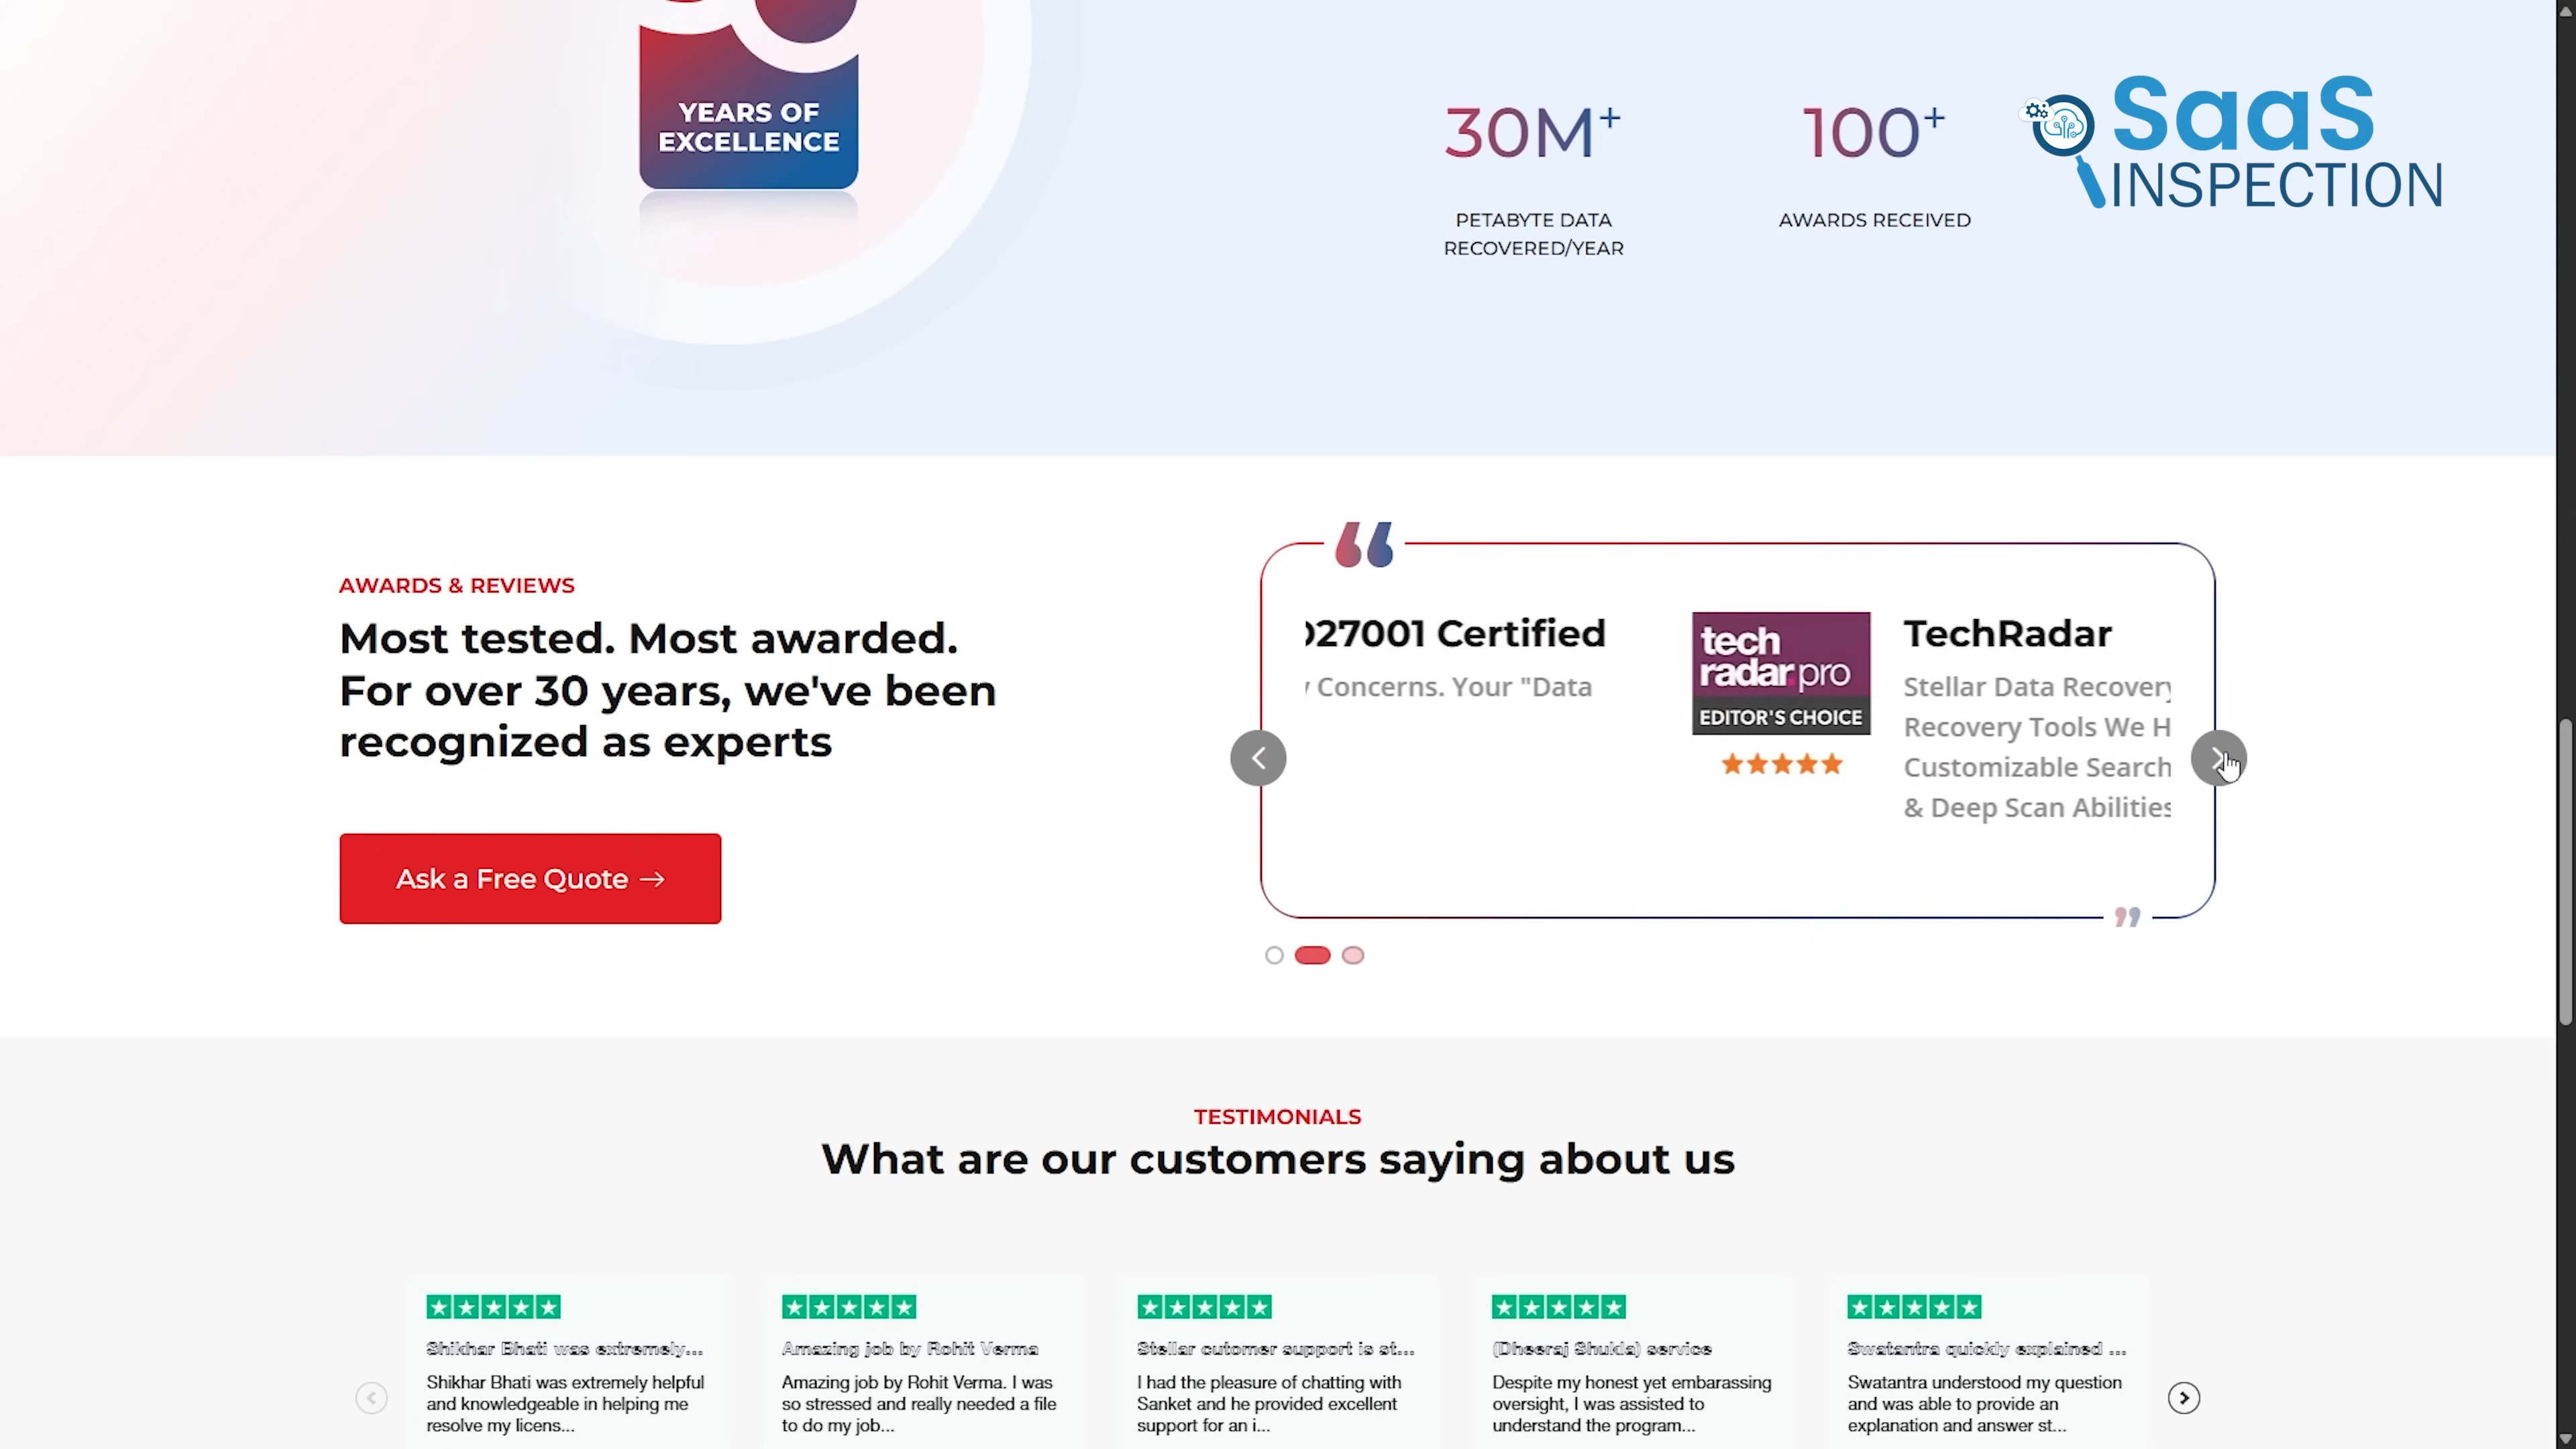 YEARS OF
EXCELLENCE
30M+
PETABYTE DATA
RECOVERED/YEAR
100+
AWARDS RECEIVED
SaaS
INSPECTION
AWARDS & REVIEWS
Most tested. Most awarded.
For over 30 years, we've been
recognized as experts
Ask a Free Quote →
27001 Certified
Concerns. Your "Data
tech
radar.pro
EDITOR'S CHOICE
TechRadar
Stellar Data Recovery
Recovery Tools We H
Customizable Search
& Deep Scan Abilities
TESTIMONIALS
What are our customers saying about us
Shikhar Bhati was extremely...
Shikhar Bhati was extremely helpful
and knowledgeable in helping me
resolve my licens...
Amazing job by Rohit Verma
Amazing job by Rohit Verma. I was
so stressed and really needed a file
to do my job...
Stellar cutomer support is st...
I had the pleasure of chatting with
Sanket and he provided excellent
support for an i...
(Dheeraj Shukla) service
Despite my honest yet embarassing
oversight, I was assisted to
understand the program...
Swatantra quickly explained ...
Swatantra understood my question
and was able to provide an
explanation and answer st...